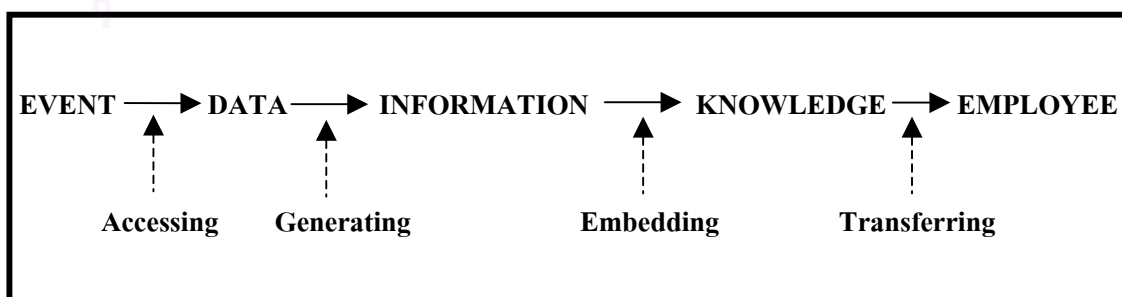 EVENT DATA INFORMATION KNOWLEDGE EMPLOYEE
Accessing Generating Embedding Transferring